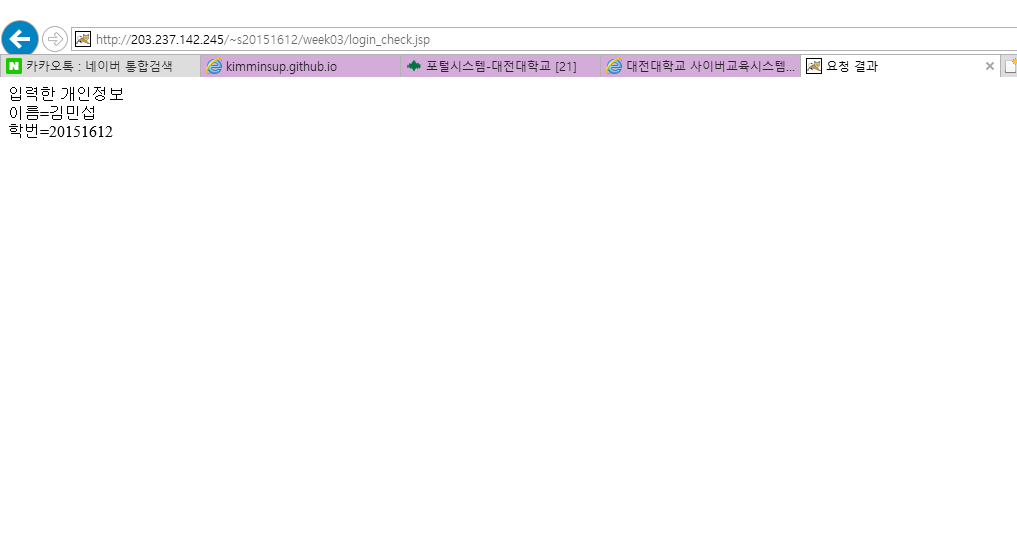 http://203.237.142.245/~s20151612/week03/login_check.jsp
N 카카오톡 : 네이버 통합검색
kimminsup.github.io
포털시스템-대전대학교 [21]
대전대학교 사이버교육시스템...
요청 결과
입력한 개인정보
이름=김민섭
학번=20151612